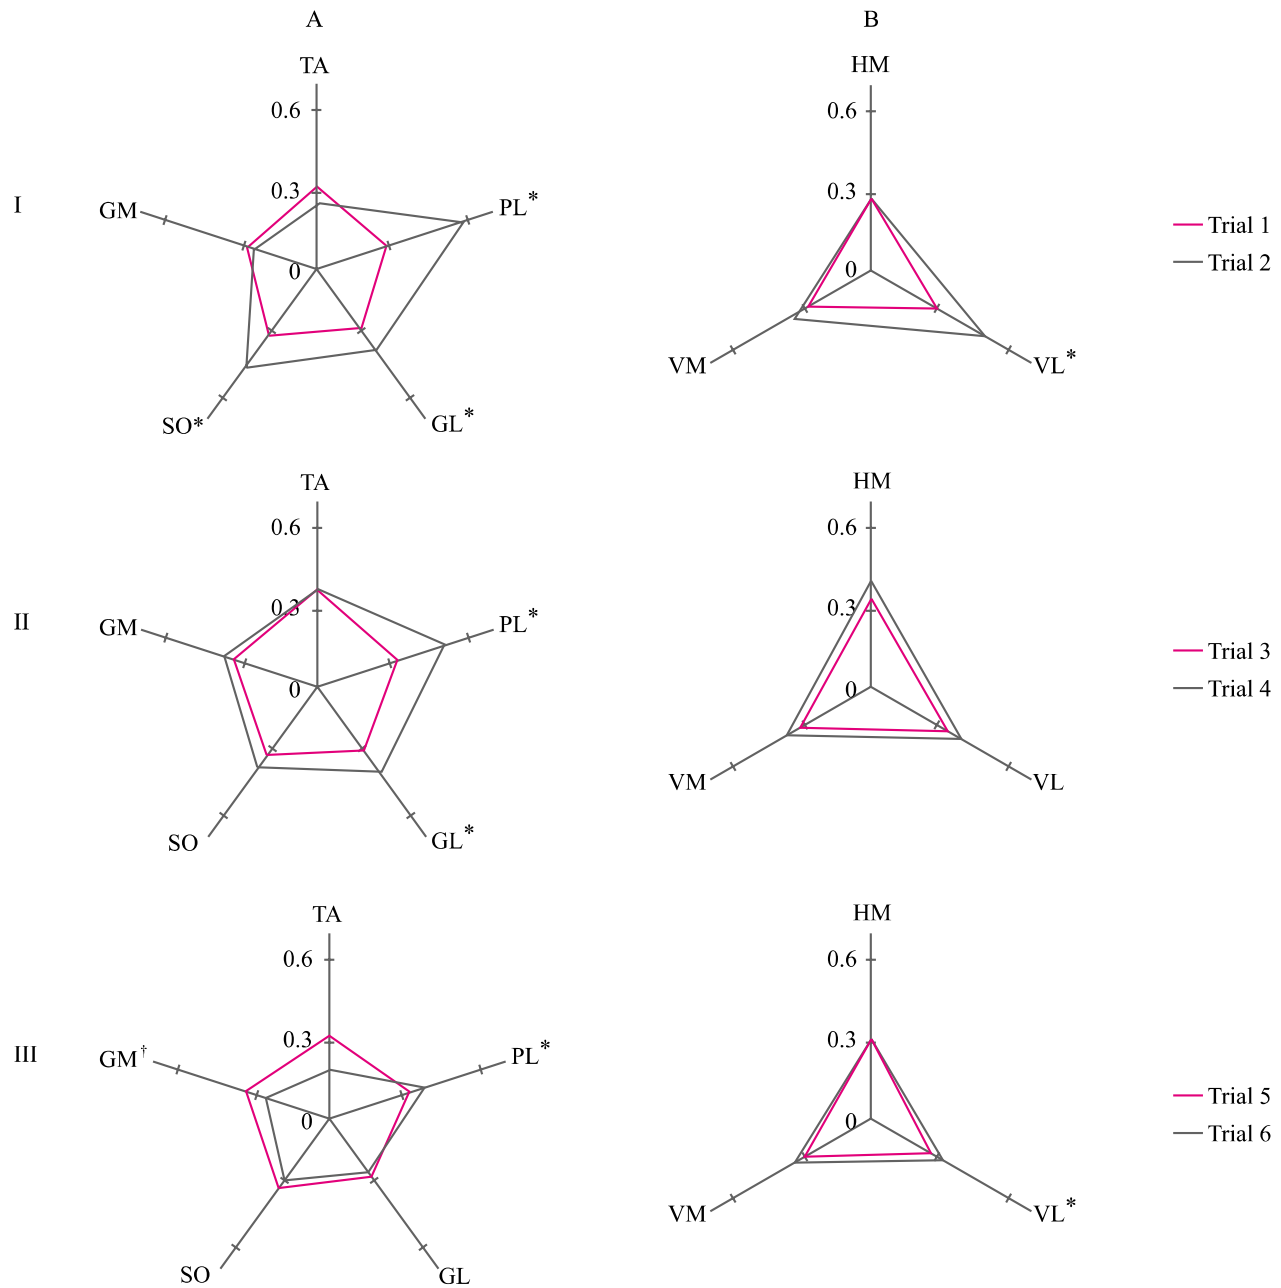 A
B
TA
0.6
0.3
0
PL*
GL*
SO*
GM
I
HM
0.6
0.3
0
VL*
VM
Trial 1
Trial 2
TA
0.6
0.3
0
PL*
GL*
SO
GM
II
HM
0.6
0.3
0
VL
VM
Trial 3
Trial 4
TA
0.6
0.3
0
PL*
GL
SO
GM†
III
HM
0.6
0.3
0
VL*
VM
Trial 5
Trial 6